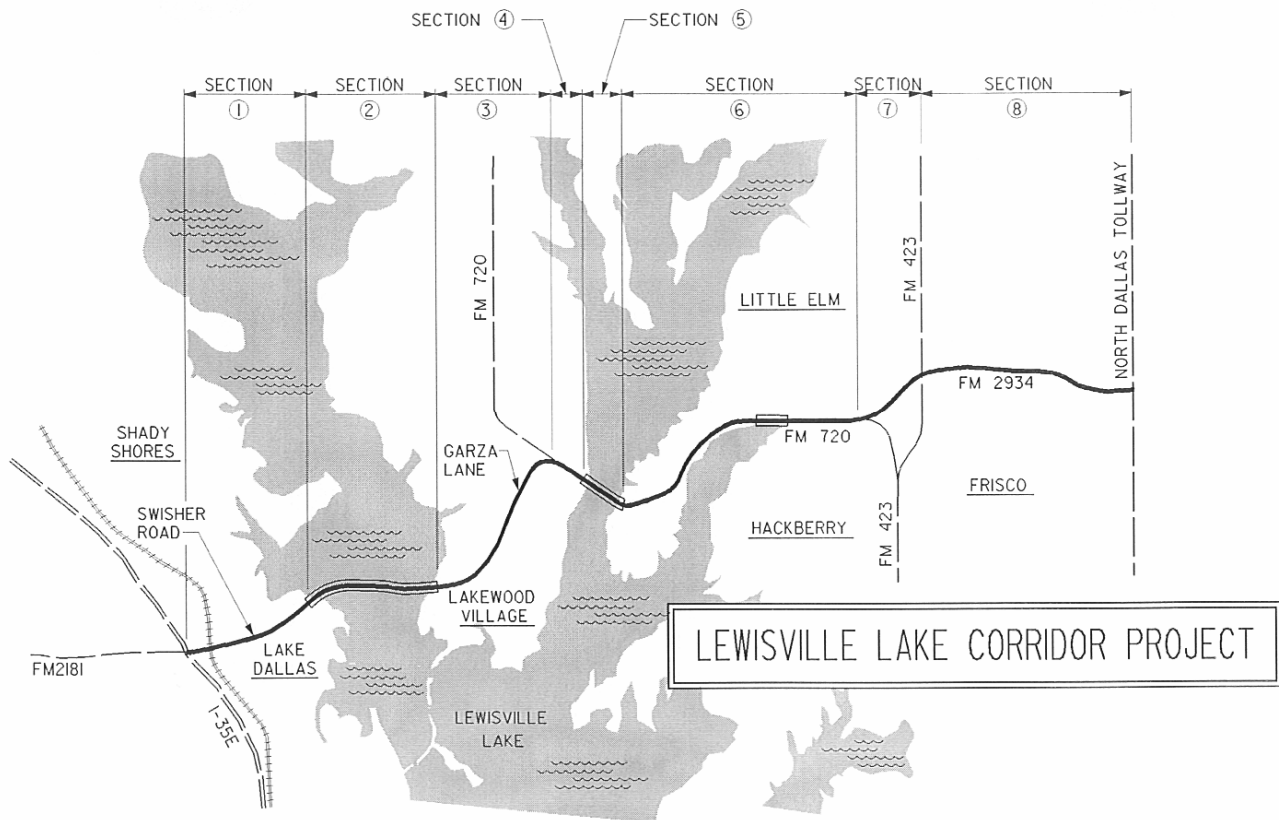 SECTION ④
SECTION ⑤
SECTION
①
SECTION
②
SECTION
③
SECTION
⑥
SECTION
⑦
SECTION
⑧
FM 720
FM 423
NORTH DALLAS TOLLWAY
LITTLE ELM
FM 2934
FM 720
SHADY
SHORES
GARZA
LANE
SWISHER
ROAD
HACKBERRY
FRISCO
FM 423
LAKEWOOD
VILLAGE
LAKE
DALLAS
FM2181
I-35E
LEWISVILLE
LAKE
LEWISVILLE LAKE CORRIDOR PROJECT